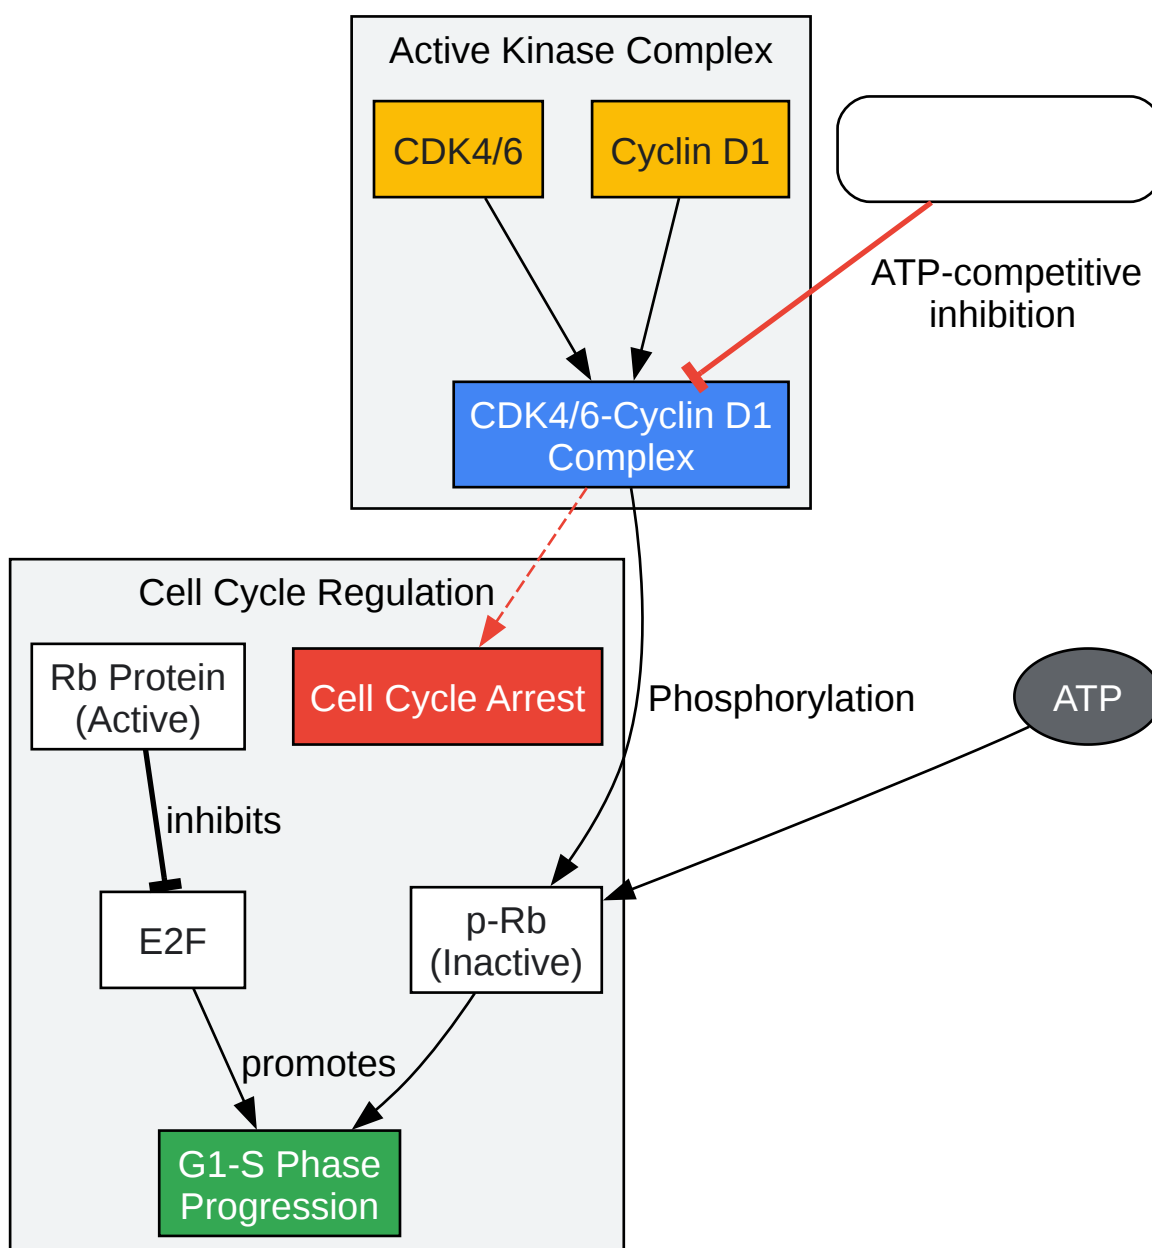 Active Kinase Complex
CDK4/6
Cyclin D1
ATP-competitive
inhibition
CDK4/6-Cyclin D1
Complex
Cell Cycle Regulation
Rb Protein
(Active)
Cell Cycle Arrest
Phosphorylation
ATP
inhibits
E2F
p-Rb
(Inactive)
promotes
G1-S Phase
Progression